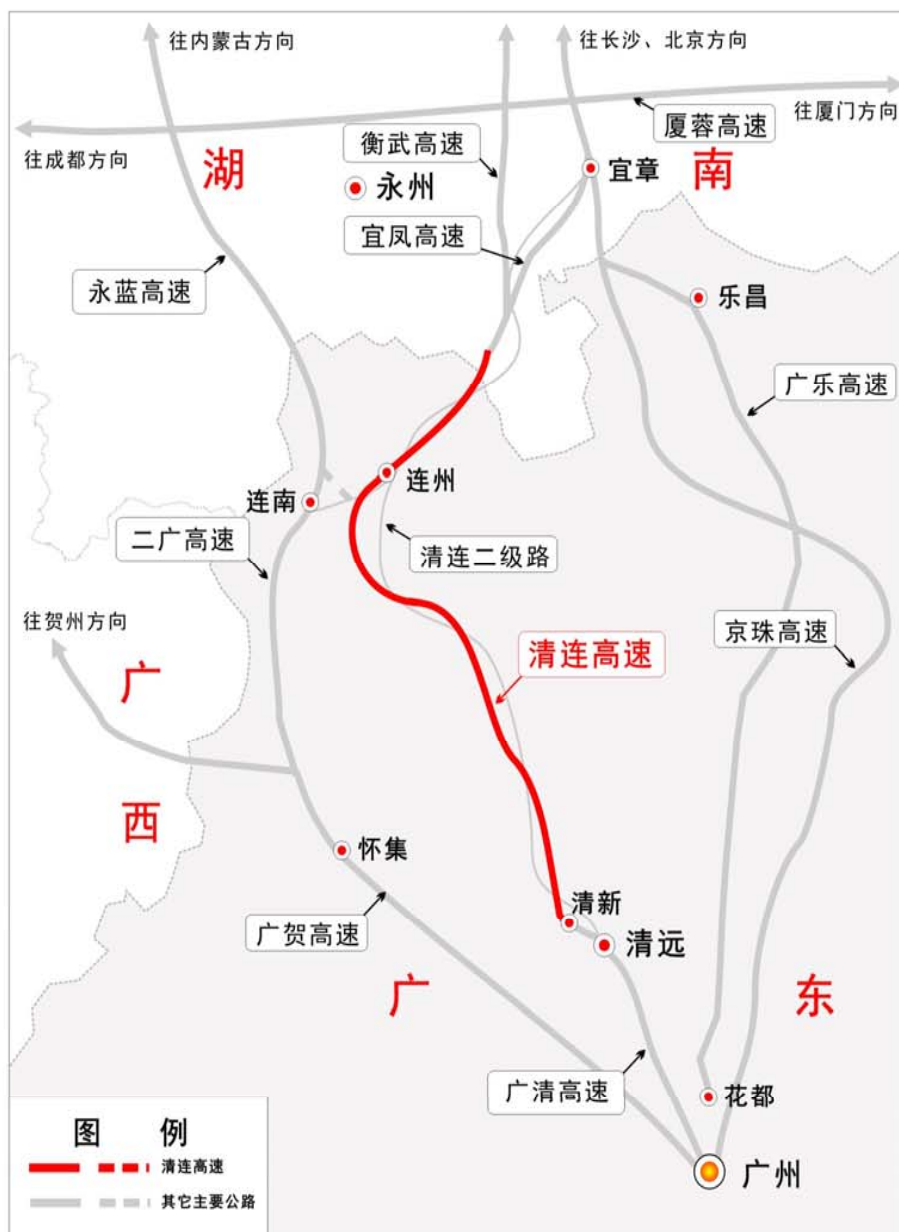 往内蒙古方向
往长沙、北京方向
往厦门方向
厦蓉高速
衡武高速
往成都方向
湖
南
宜章
永州
宜凤高速
永蓝高速
乐昌
广乐高速
连州
连南
二广高速
清连二级路
往贺州方向
京珠高速
清连高速
广
西
怀集
清新
广贺高速
清远
广
东
广清高速
花都
图 例
广州
清连高速
其它主要公路